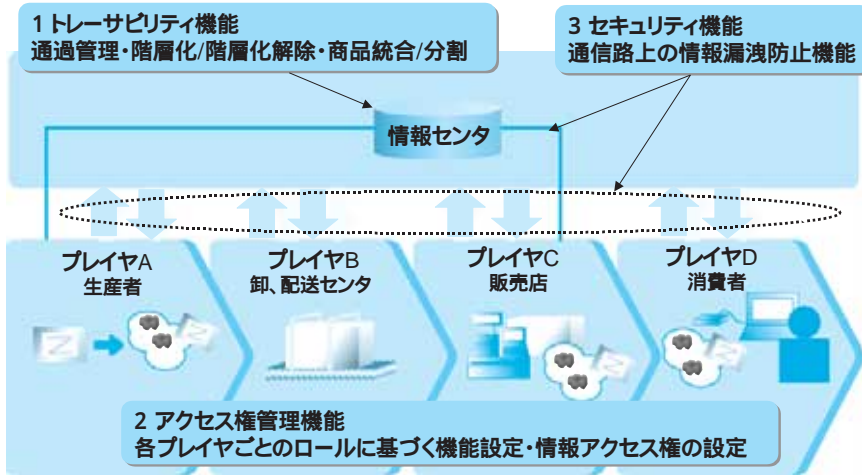 1 トレーサビリティ機能
通過管理・階層化/階層化解除・商品統合/分割
3 セキュリティ機能
通信路上の情報漏洩防止機能
情報センタ
プレイヤA
生産者
プレイヤB
卸、配送センタ
プレイヤC
販売店
プレイヤD
消費者
2 アクセス権管理機能
各プレイヤごとのロールに基づく機能設定・情報アクセス権の設定